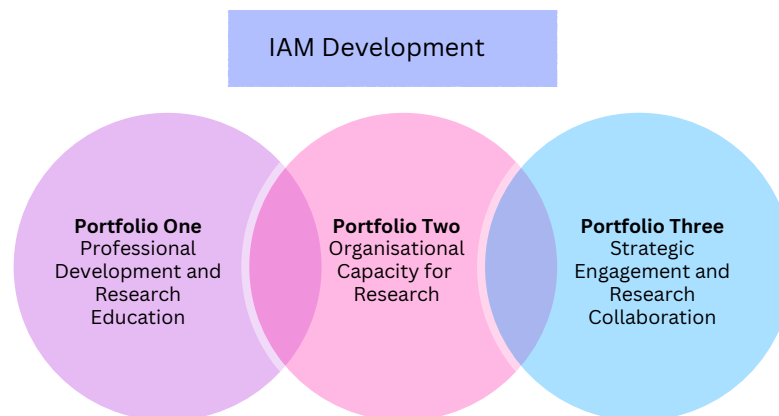 IAM Development
Portfolio One
Professional
Development and
Research
Education
Portfolio Two
Organisational
Capacity for
Research
Portfolio Three
Strategic
Engagement and
Research
Collaboration